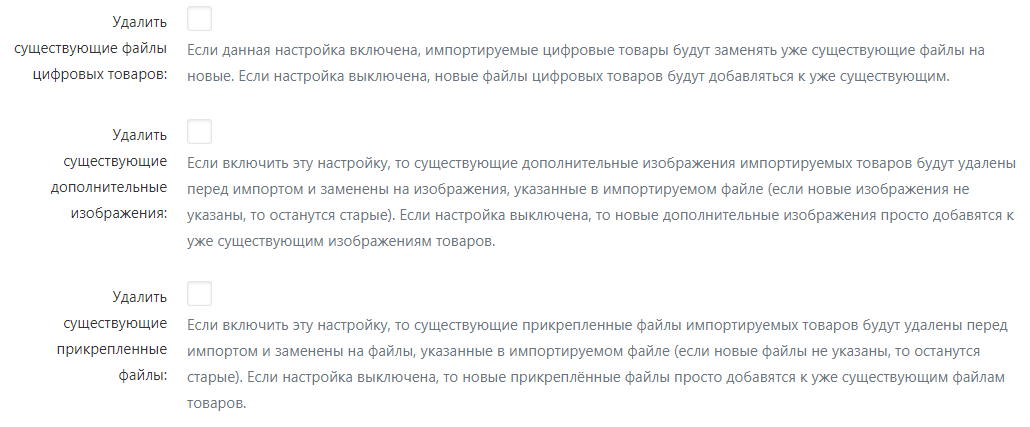 Удалить
существующие файлы
цифровых товаров:
Если данная настройка включена, импортируемые цифровые товары будут заменять уже существующие файлы на
новые. Если настройка выключена, новые файлы цифровых товаров будут добавляться к уже существующим.
Удалить
существующие
дополнительные
изображения:
Если включить эту настройку, то существующие дополнительные изображения импортируемых товаров будут удалены
перед импортом и заменены на изображения, указанные в импортируемом файле (если новые изображения не
указаны, то останутся старые). Если настройка выключена, то новые дополнительные изображения просто добавятся к
уже существующим изображениям товаров.
Удалить
существующие
прикрепленные
файлы:
Если включить эту настройку, то существующие прикрепленные файлы импортируемых товаров будут удалены перед
импортом и заменены на файлы, указанные в импортируемом файле (если новые файлы не указаны, то останутся
старые). Если настройка выключена, то новые прикреплённые файлы просто добавятся к уже существующим файлам
товаров.